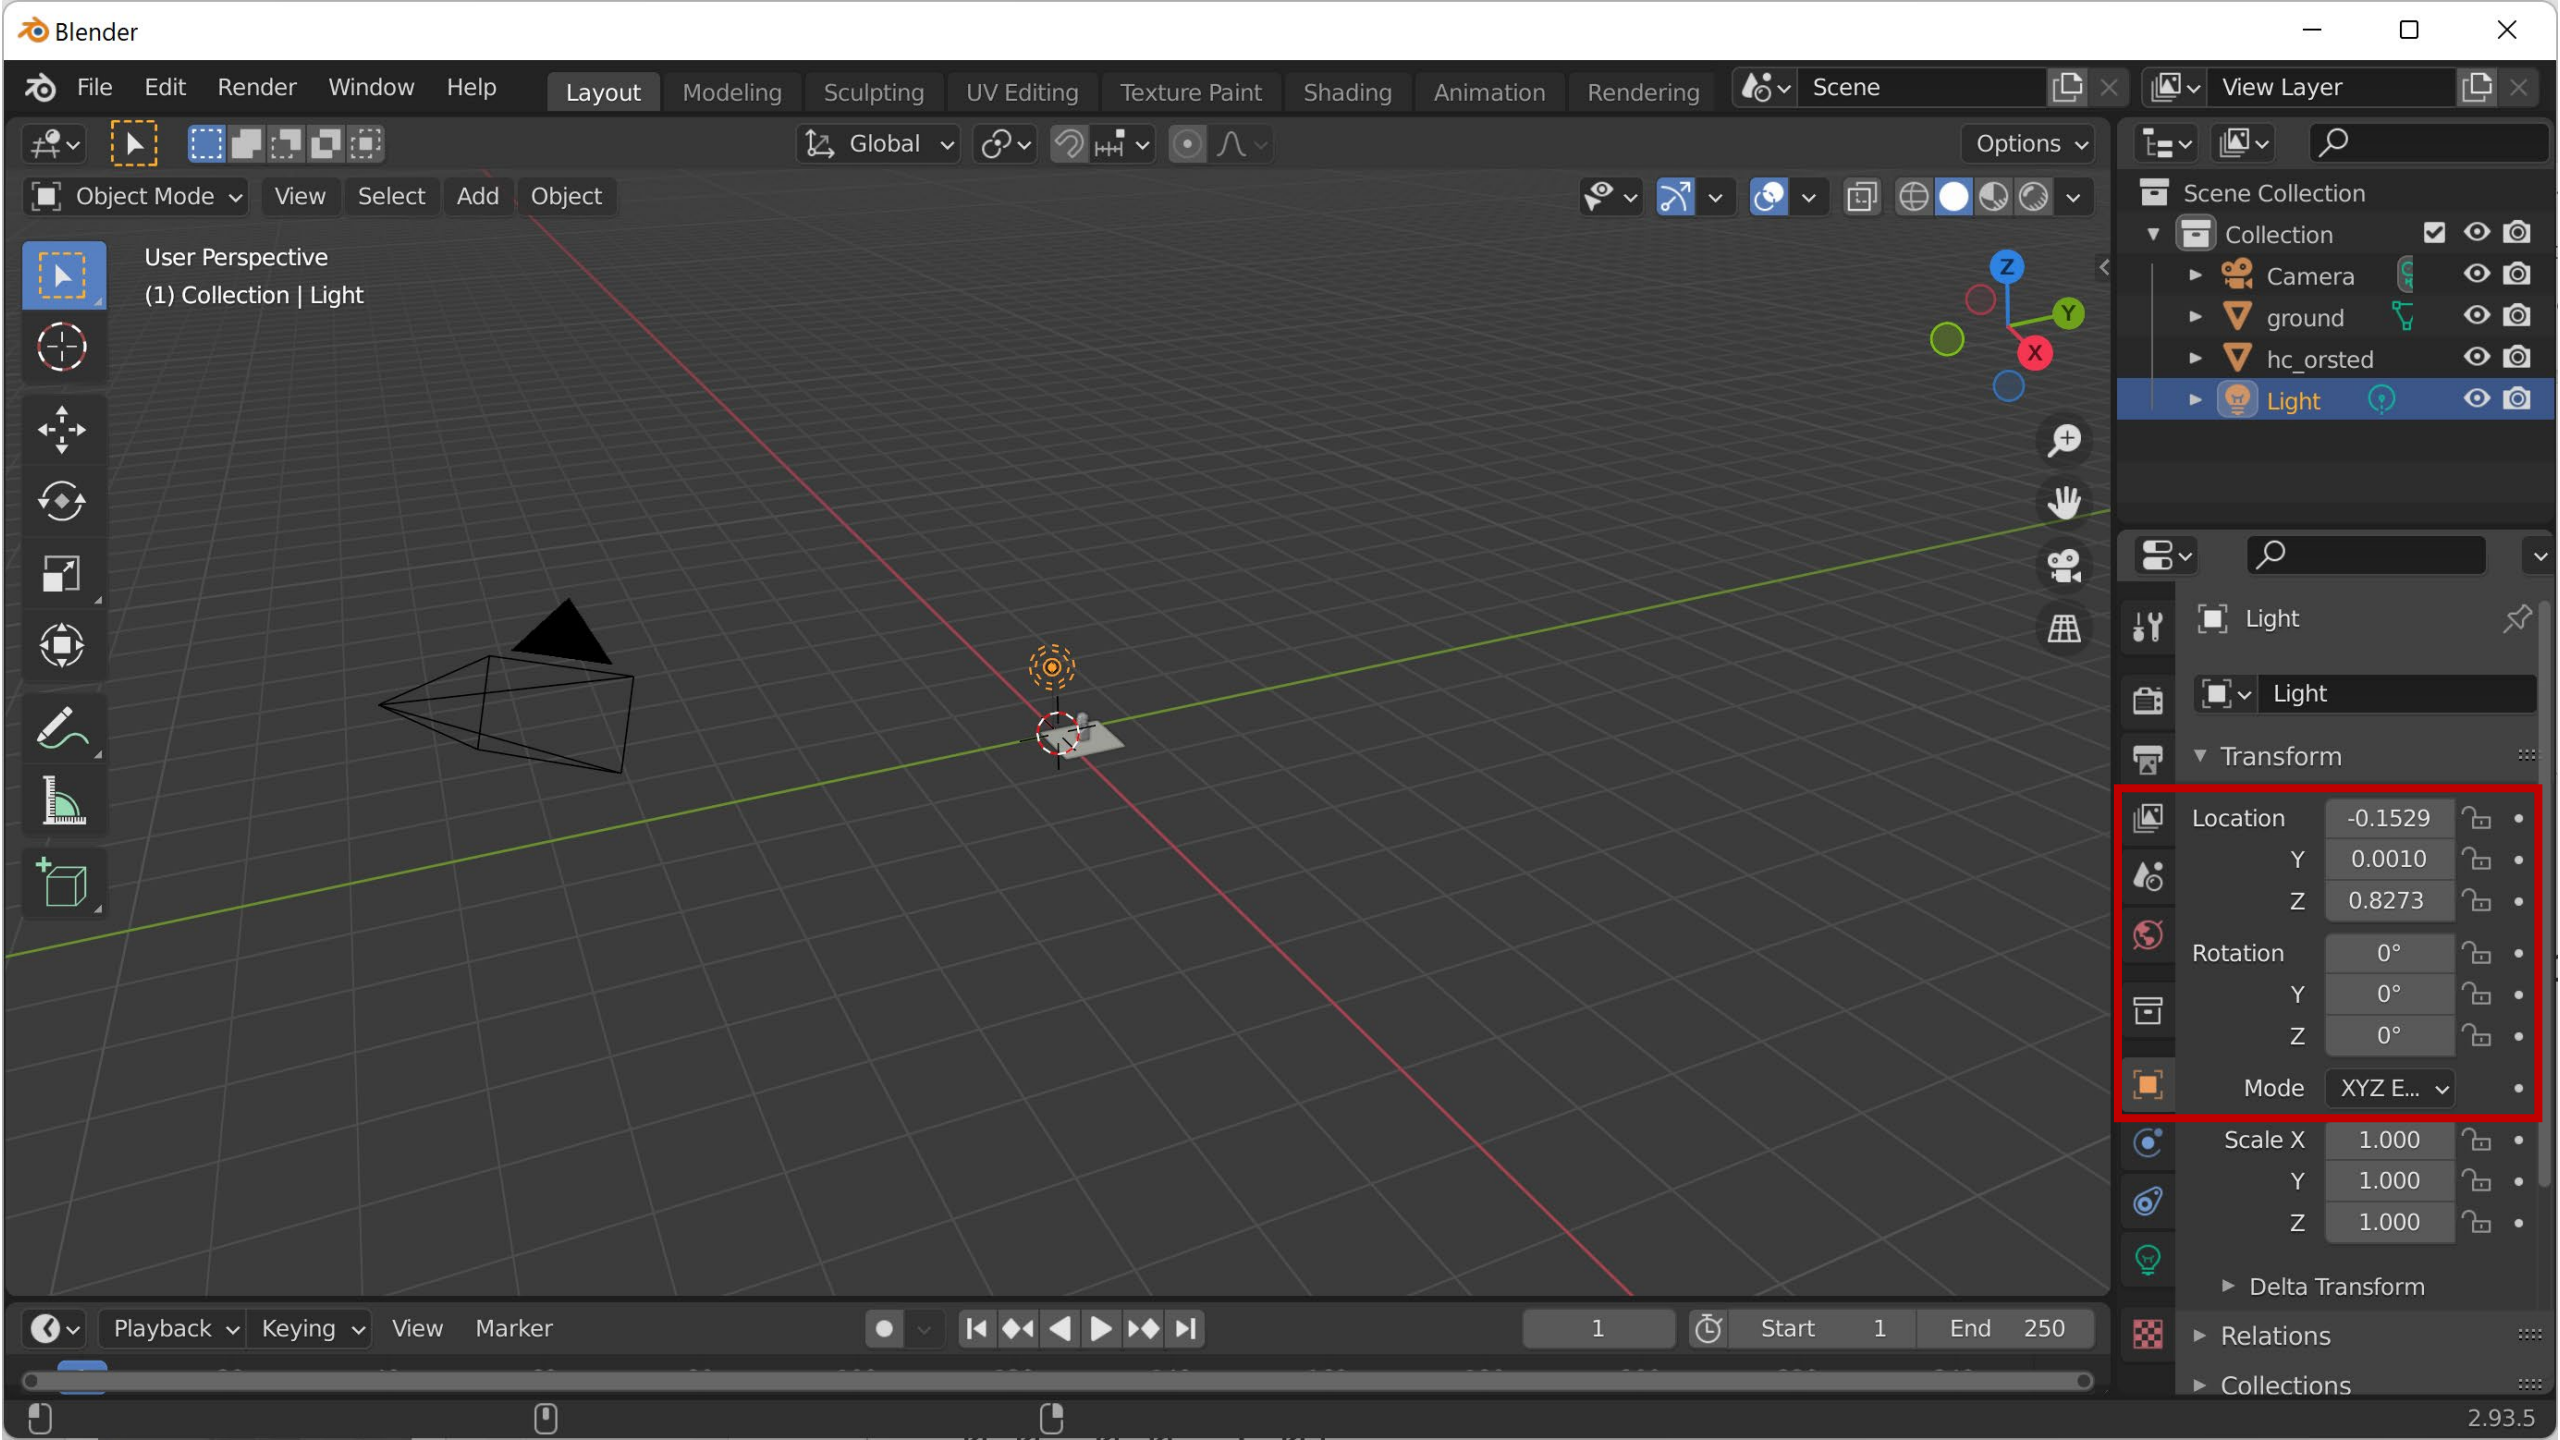 Blender
File Edit Render Window Help Layout Modeling Sculpting UV Editing Texture Paint Shading Animation Rendering Scene View Layer
Global Options
Object Mode View Select Add Object
User Perspective
(1) Collection | Light
Z
Y
X
Scene Collection
Collection
Camera
ground
hc_orsted
Light
Light
Light
Transform
Location -0.1529
Y 0.0010
Z 0.8273
Rotation 0°
Y 0°
Z 0°
Mode XYZ E...
Scale X 1.000
Y 1.000
Z 1.000
Delta Transform
Relations
Collections
Playback Keying View Marker 1 Start 1 End 250
2.93.5